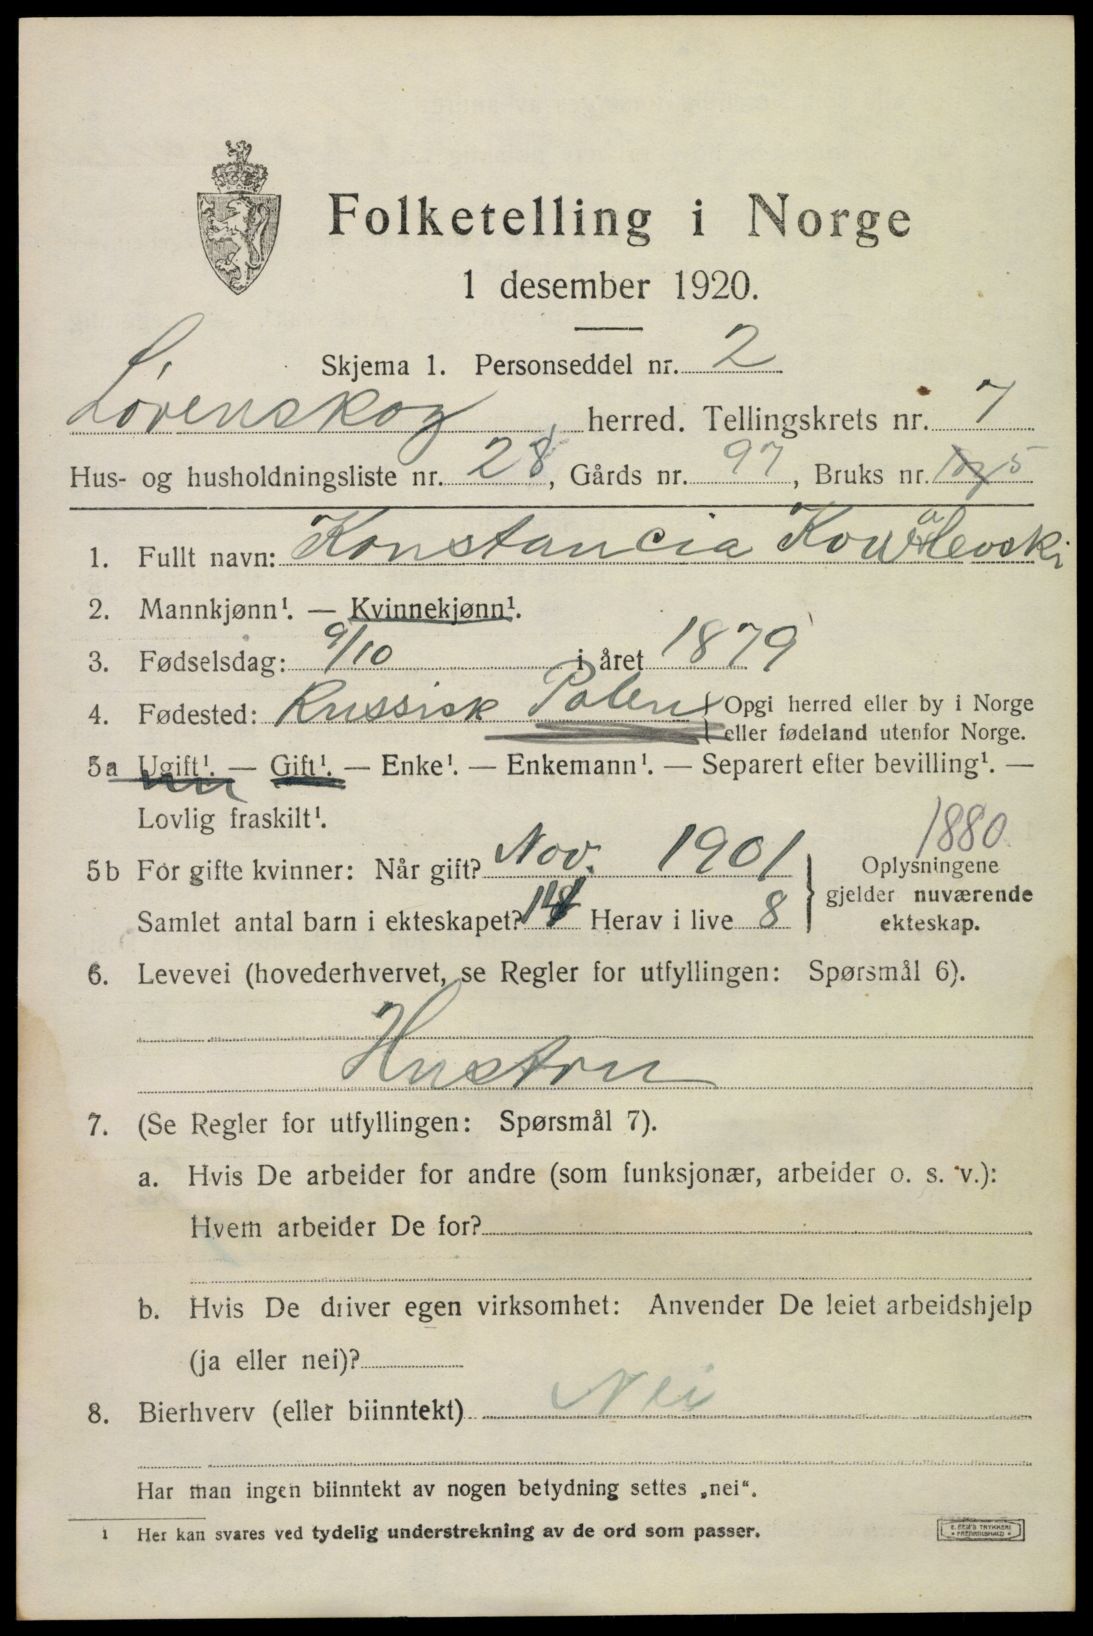 Folketelling i Norge
1 desember 1920.
Skjema 1. Personseddel nr. 2
Lørenskog, herred. Tellingskrets nr. 7
Hus- og husholdningsliste nr. 28, Gårds nr. 97, Bruks nr. 5
1. Fullt navn: Konstancia Kowalevski
2. Mannkjønn¹. — Kvinnekjønn¹.
3. Fødselsdag: 9/10 i året 1879
4. Fødested: Russisk Polen { Opgi herred eller by i Norge
eller fødeland utenfor Norge.
5a Ugift¹. — Gift¹. — Enke¹. — Enkemann¹. — Separert efter bevilling¹. —
Lovlig fraskilt¹.
1880
5b For gifte kvinner: Når gift? Nov. 1901 } Oplysningene
gjelder nuværende
Samlet antal barn i ekteskapet? Herav i live 8
ekteskap.
6. Levevei (hovederhvervet, se Regler for utfyllingen: Spørsmål 6).
Hustru
7. (Se Regler for utfyllingen: Spørsmål 7).
a. Hvis De arbeider for andre (som funksjonær, arbeider o. s. v.):
Hvem arbeider De for?
b. Hvis De driver egen virksomhet: Anvender De leiet arbeidshjelp
(ja eller nei)?
8. Bierhverv (eller biinntekt) Nei
Har man ingen biinntekt av nogen betydning settes „nei“.
¹ Her kan svares ved tydelig understrekning av de ord som passer.